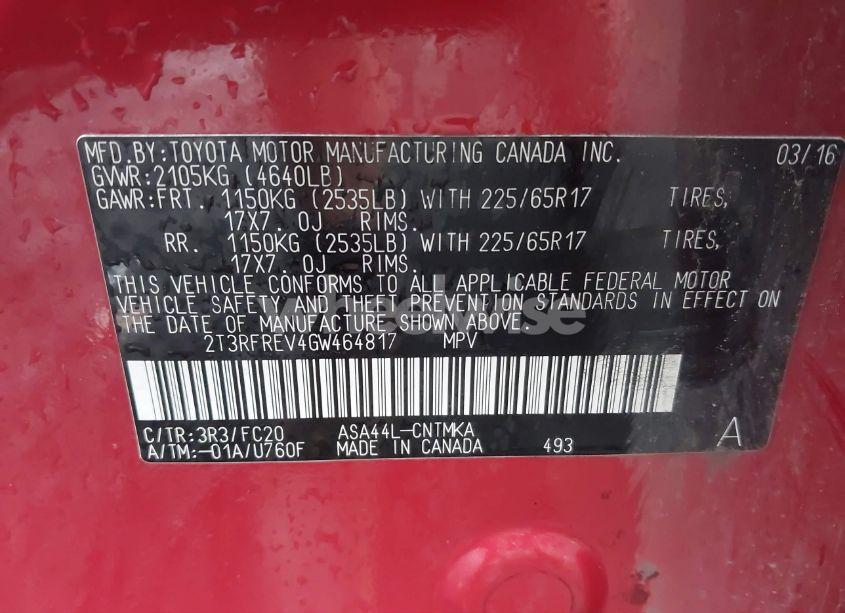 MFD.BY:TOYOTA MOTOR MANUFACTURING CANADA INC. 03/16
GVWR:2105KG (4640LB)
GAWR:FRT. 1150KG (2535LB) WITH 225/65R17 TIRES,
17X7. 0J RIMS.
RR. 1150KG (2535LB) WITH 225/65R17 TIRES,
17X7. 0J RIMS.
THIS VEHICLE CONFORMS TO ALL APPLICABLE FEDERAL MOTOR
VEHICLE SAFETY AND THEFT PREVENTION STANDARDS IN EFFECT ON
THE DATE OF MANUFACTURE SHOWN ABOVE.
wheelwise
2T3RFREV4GW464817 MPV
C/TR:3R3/FC20 ASA44L-CNTMKA A
A/TM:-01A/U760F MADE IN CANADA 493